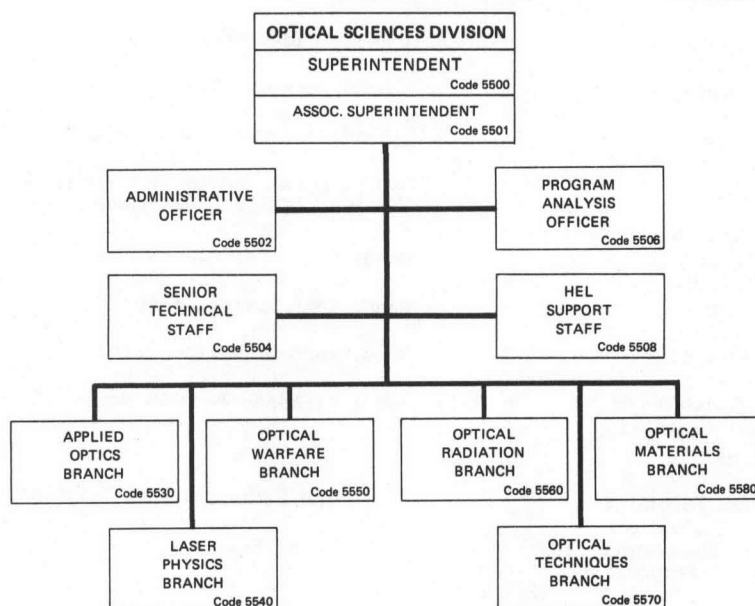 OPTICAL SCIENCES DIVISION
SUPERINTENDENT
Code 5500
ASSOC. SUPERINTENDENT
Code 5501
ADMINISTRATIVE
OFFICER
Code 5502
PROGRAM
ANALYSIS
OFFICER
Code 5506
SENIOR
TECHNICAL
STAFF
Code 5504
HEL
SUPPORT
STAFF
Code 5508
APPLIED
OPTICS
BRANCH
Code 5530
OPTICAL
WARFARE
BRANCH
Code 5550
OPTICAL
RADIATION
BRANCH
Code 5560
OPTICAL
MATERIALS
BRANCH
Code 5580
LASER
PHYSICS
BRANCH
Code 5540
OPTICAL
TECHNIQUES
BRANCH
Code 5570